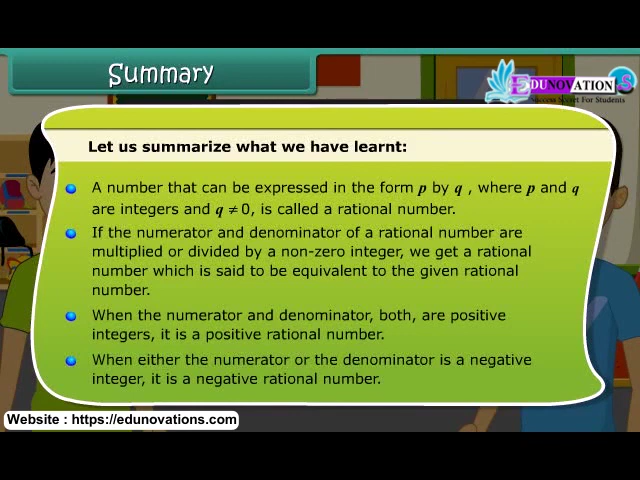 Summary
EDUNOVATION.S
Success Mantra For Students
Let us summarize what we have learnt:
A number that can be expressed in the form p by q , where p and q
are integers and q ≠ 0, is called a rational number.
If the numerator and denominator of a rational number are
multiplied or divided by a non-zero integer, we get a rational
number which is said to be equivalent to the given rational
number.
When the numerator and denominator, both, are positive
integers, it is a positive rational number.
When either the numerator or the denominator is a negative
integer, it is a negative rational number.
Website : https://edunovations.com